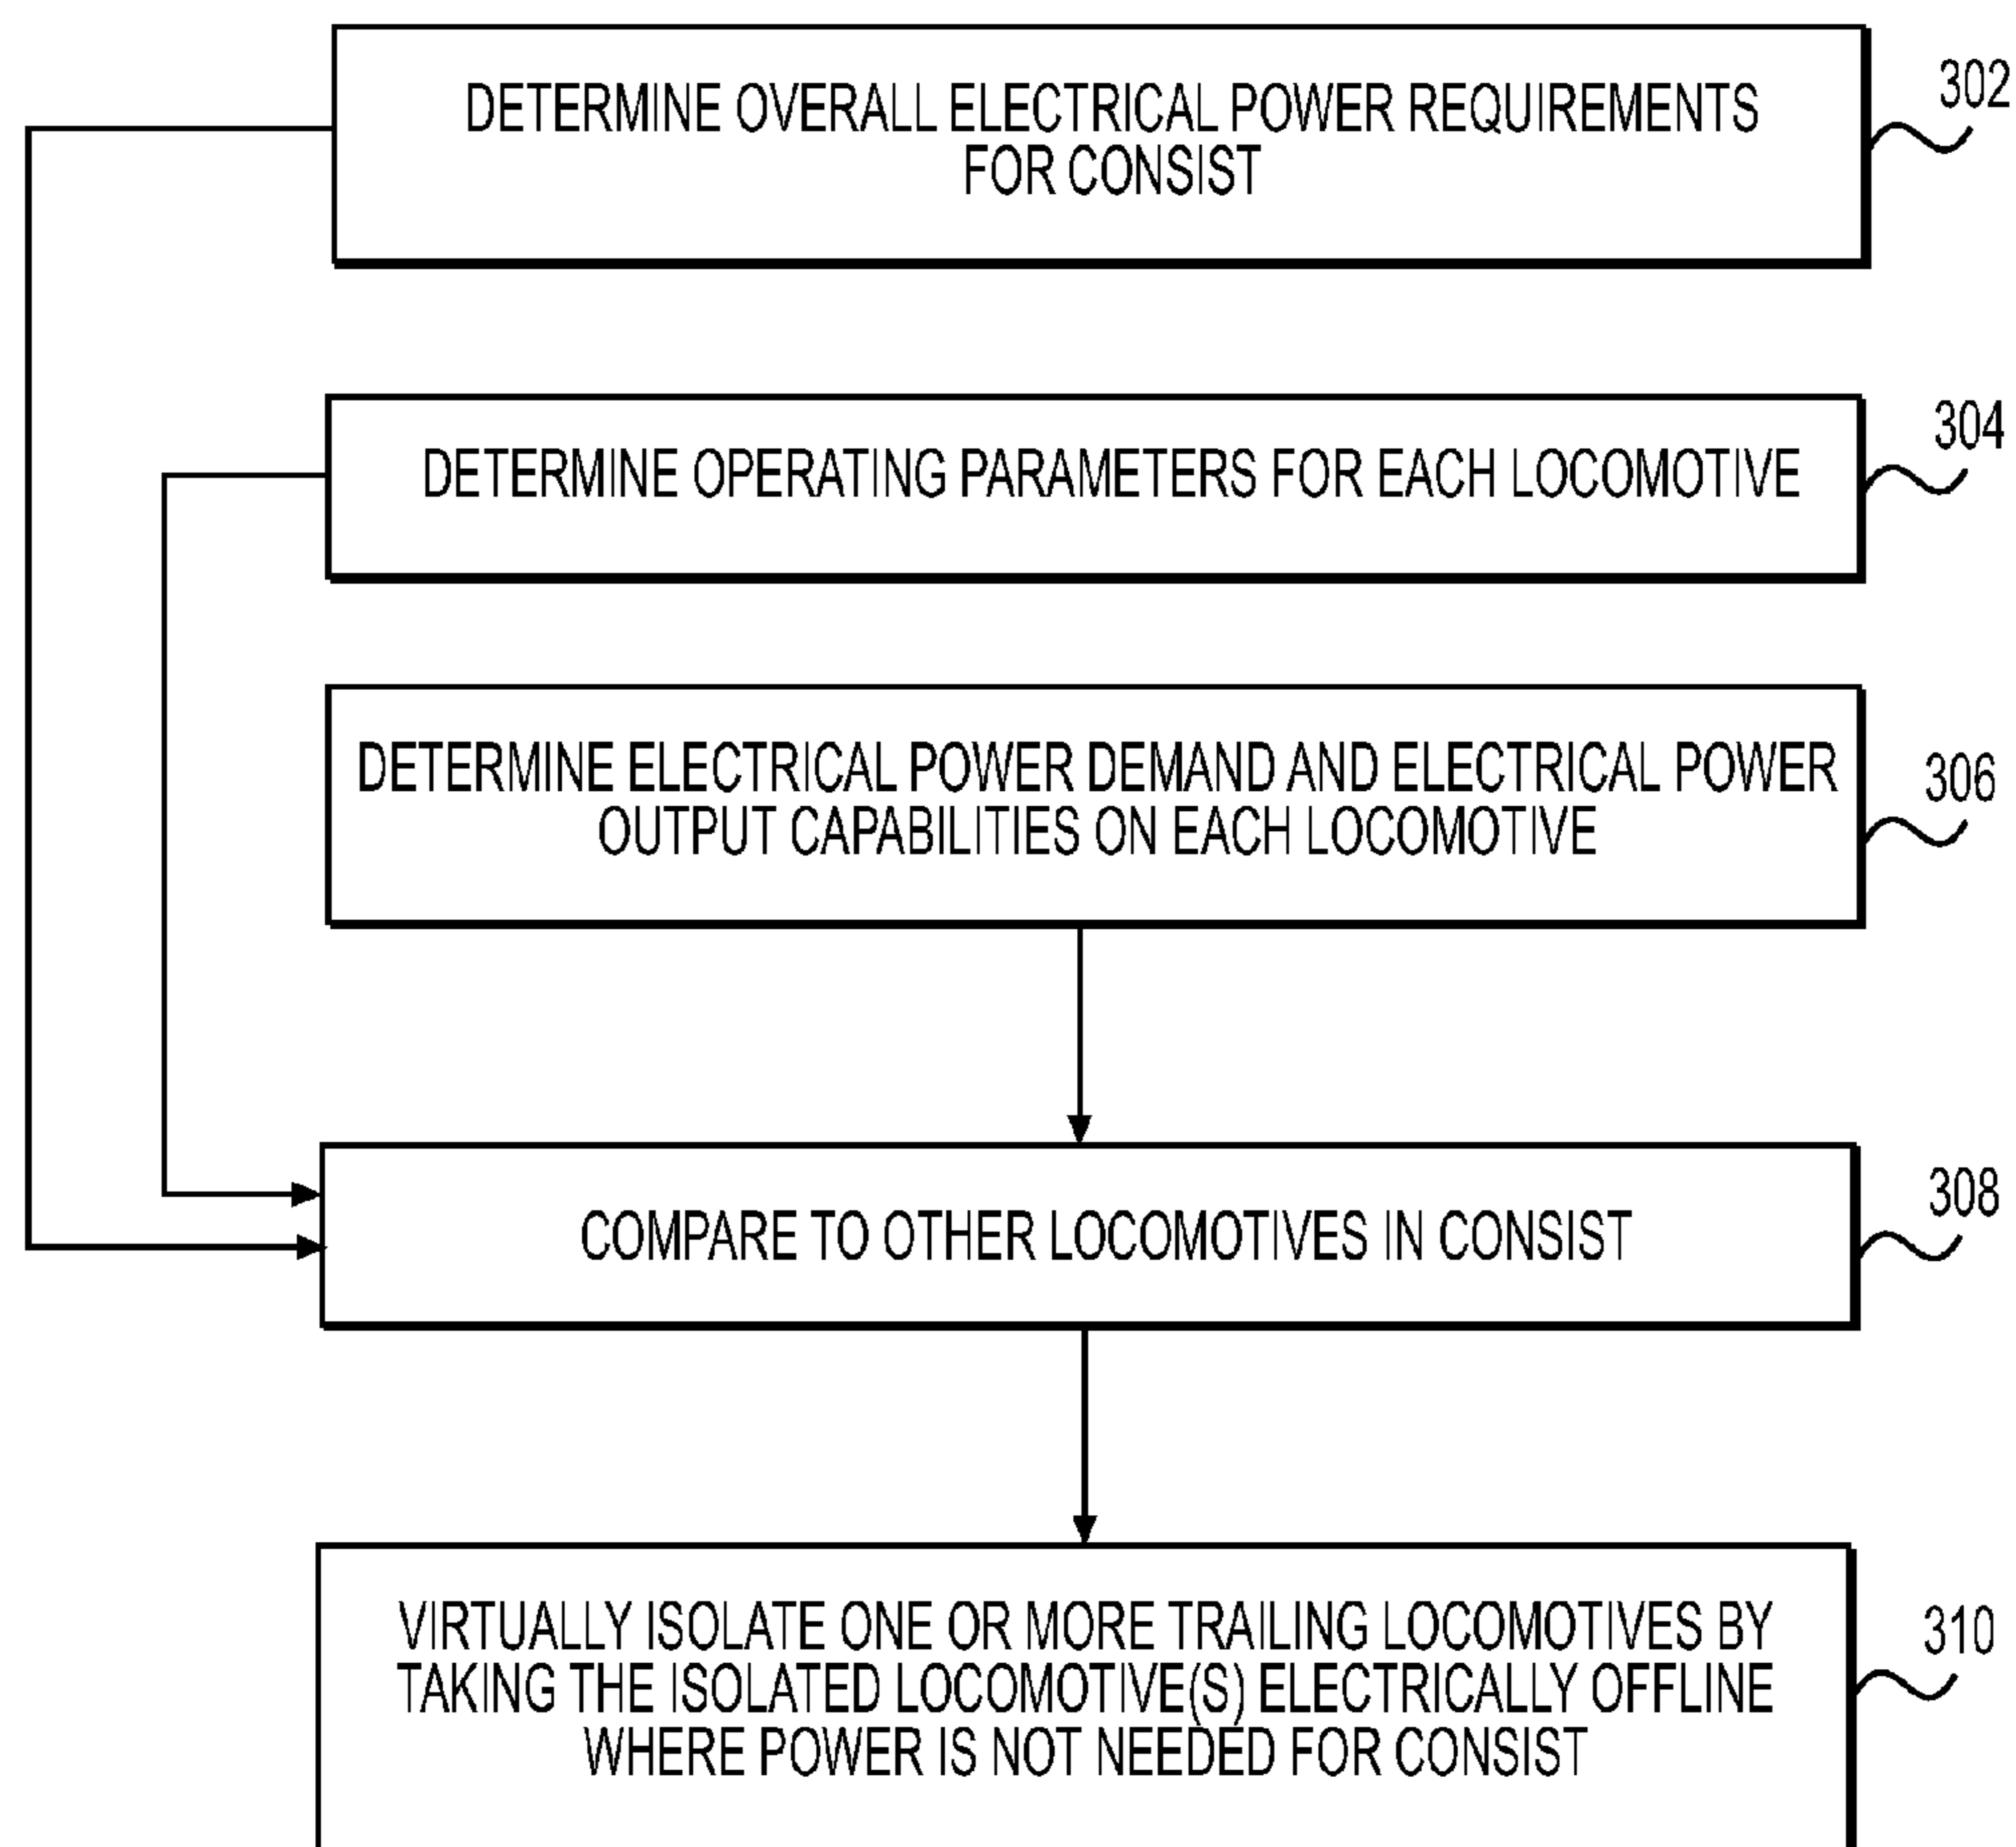 DETERMINE OVERALL ELECTRICAL POWER REQUIREMENTS
FOR CONSIST
302
DETERMINE OPERATING PARAMETERS FOR EACH LOCOMOTIVE
304
DETERMINE ELECTRICAL POWER DEMAND AND ELECTRICAL POWER
OUTPUT CAPABILITIES ON EACH LOCOMOTIVE
306
COMPARE TO OTHER LOCOMOTIVES IN CONSIST
308
VIRTUALLY ISOLATE ONE OR MORE TRAILING LOCOMOTIVES BY
TAKING THE ISOLATED LOCOMOTIVE(S) ELECTRICALLY OFFLINE
WHERE POWER IS NOT NEEDED FOR CONSIST
310